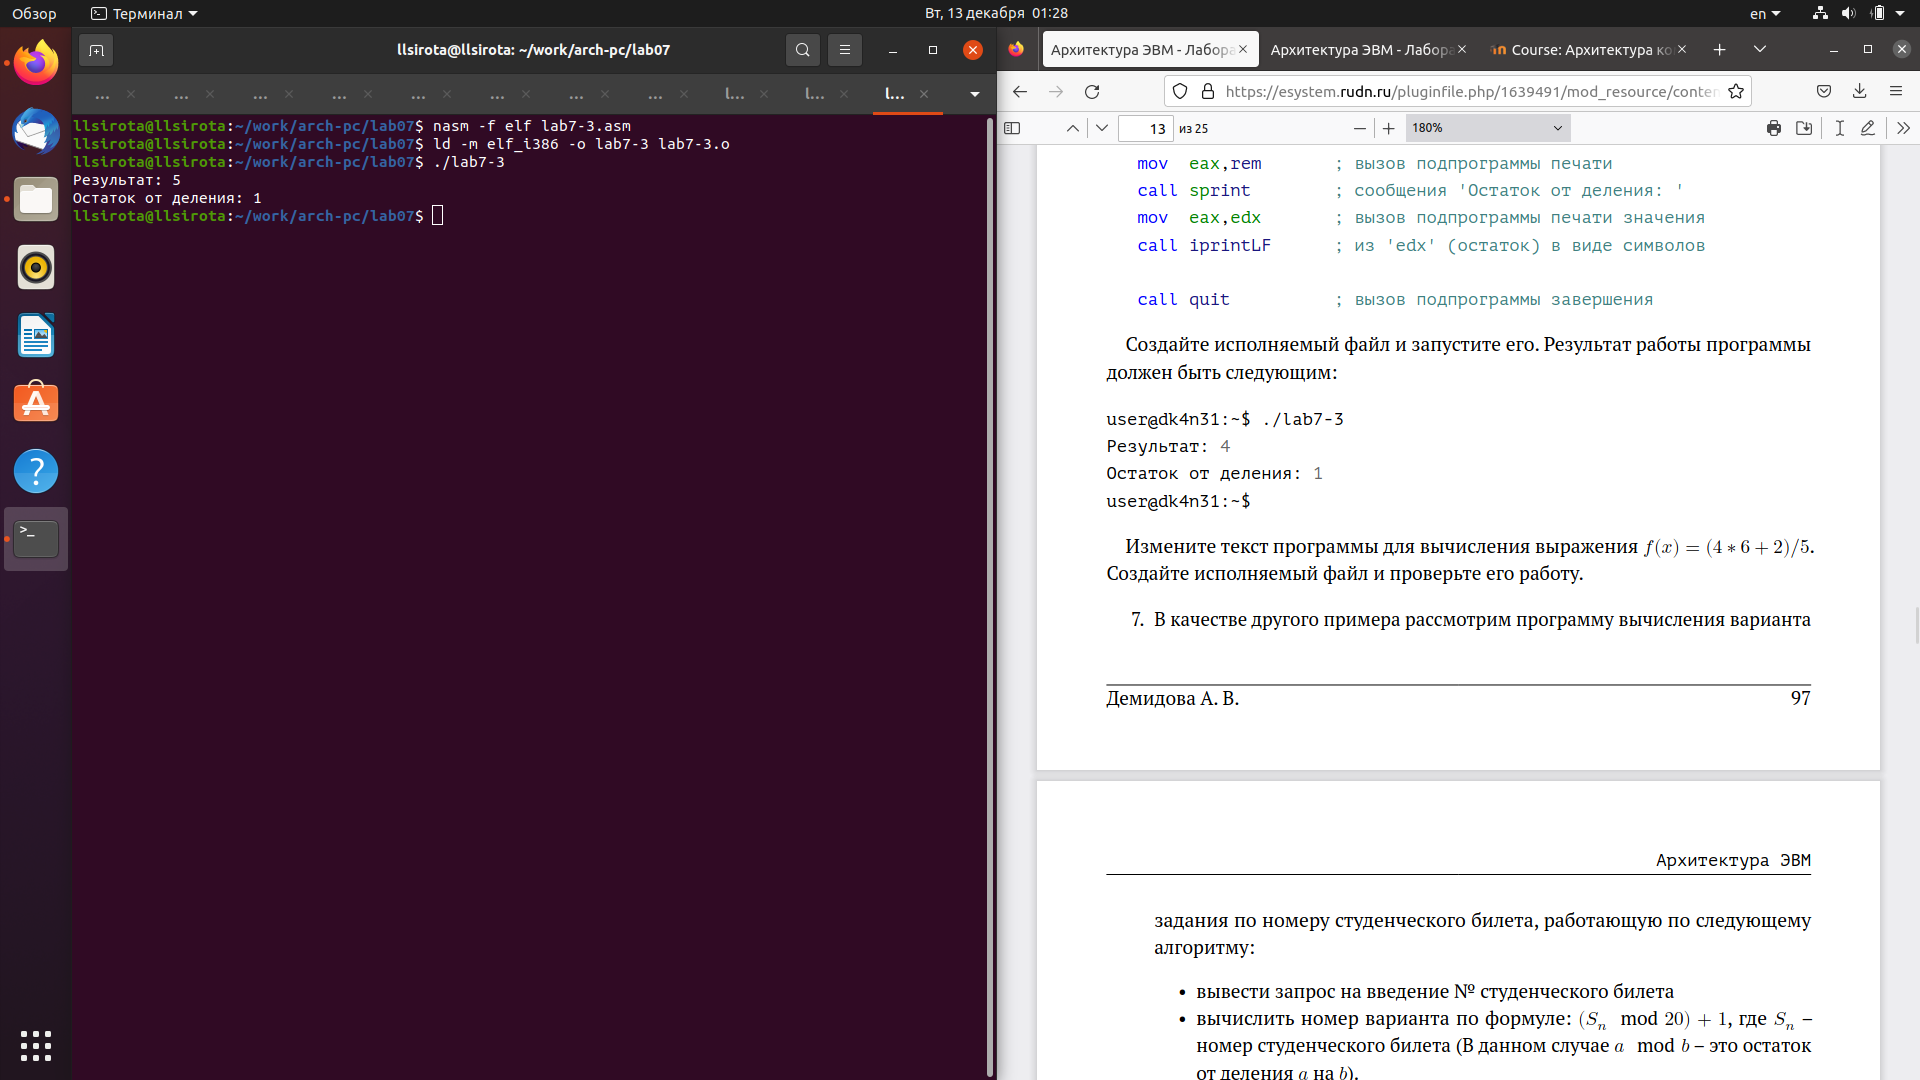 Обзор
Терминал
Вт, 13 декабря 01:28
en
llsirota@llsirota: ~/work/arch-pc/lab07
... ... ... ... ... ... ... ... l... l... l...
llsirota@llsirota:~/work/arch-pc/lab07$ nasm -f elf lab7-3.asm
llsirota@llsirota:~/work/arch-pc/lab07$ ld -m elf_i386 -o lab7-3 lab7-3.o
llsirota@llsirota:~/work/arch-pc/lab07$ ./lab7-3
Результат: 5
Остаток от деления: 1
llsirota@llsirota:~/work/arch-pc/lab07$
Архитектура ЭВМ - Лабора
Архитектура ЭВМ - Лабора
Course: Архитектура ко
https://esystem.rudn.ru/pluginfile.php/1639491/mod_resource/conten
13 из 25
180%
mov eax,rem ; вызов подпрограммы печати
call sprint ; сообщения 'Остаток от деления: '
mov eax,edx ; вызов подпрограммы печати значения
call iprintLF ; из 'edx' (остаток) в виде символов
call quit ; вызов подпрограммы завершения
Создайте исполняемый файл и запустите его. Результат работы программы
должен быть следующим:
user@dk4n31:~$ ./lab7-3
Результат: 4
Остаток от деления: 1
user@dk4n31:~$
Измените текст программы для вычисления выражения f(x) = (4 ∗ 6 + 2)/5.
Создайте исполняемый файл и проверьте его работу.
7. В качестве другого примера рассмотрим программу вычисления варианта
Демидова А. В. 97
Архитектура ЭВМ
задания по номеру студенческого билета, работающую по следующему
алгоритму:
• вывести запрос на введение № студенческого билета
• вычислить номер варианта по формуле: (Sn mod 20) + 1, где Sn –
номер студенческого билета (В данном случае a mod b – это остаток
от деления a на b).